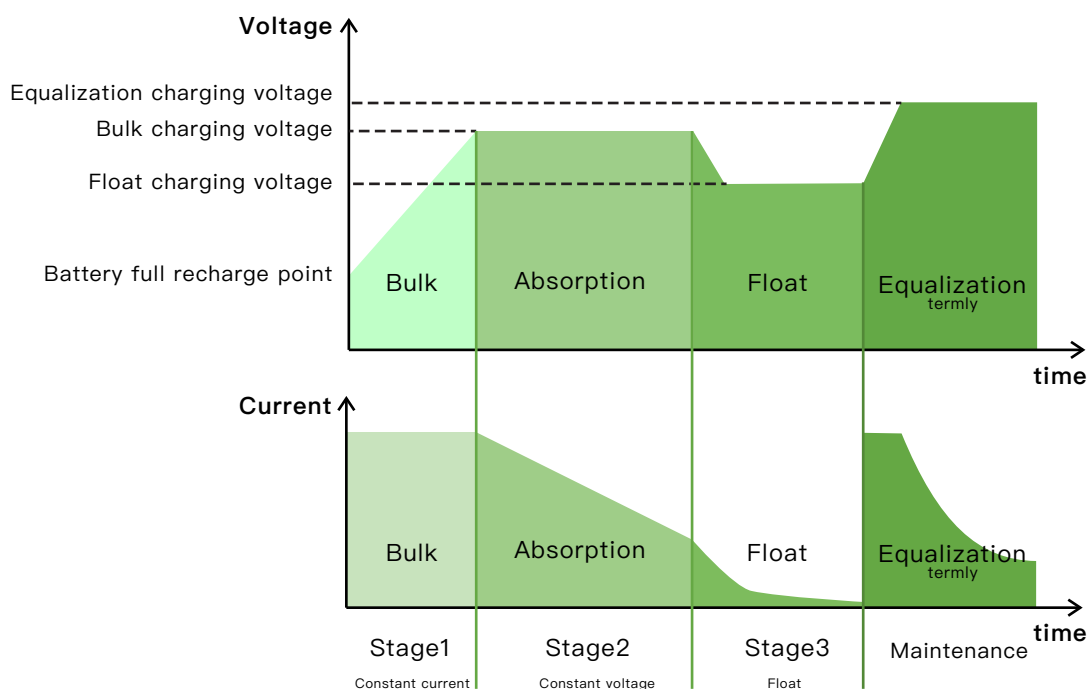 Voltage
Equalization charging voltage
Bulk charging voltage
Float charging voltage
Battery full recharge point
Bulk
Absorption
Float
Equalization
termly
time
Current
Bulk
Absorption
Float
Equalization
termly
time
Stage1
Stage2
Stage3
Maintenance
Constant current
Constant voltage
Float